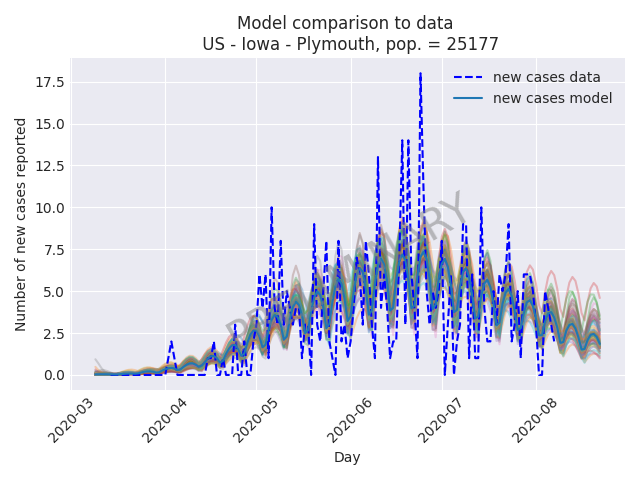 Model comparison to data
US - Iowa - Plymouth, pop. = 25177
new cases data
new cases model
PRELIMINARY
Number of new cases reported
17.5
15.0
12.5
10.0
7.5
5.0
2.5
0.0
2020-03
2020-04
2020-05
2020-06
2020-07
2020-08
Day